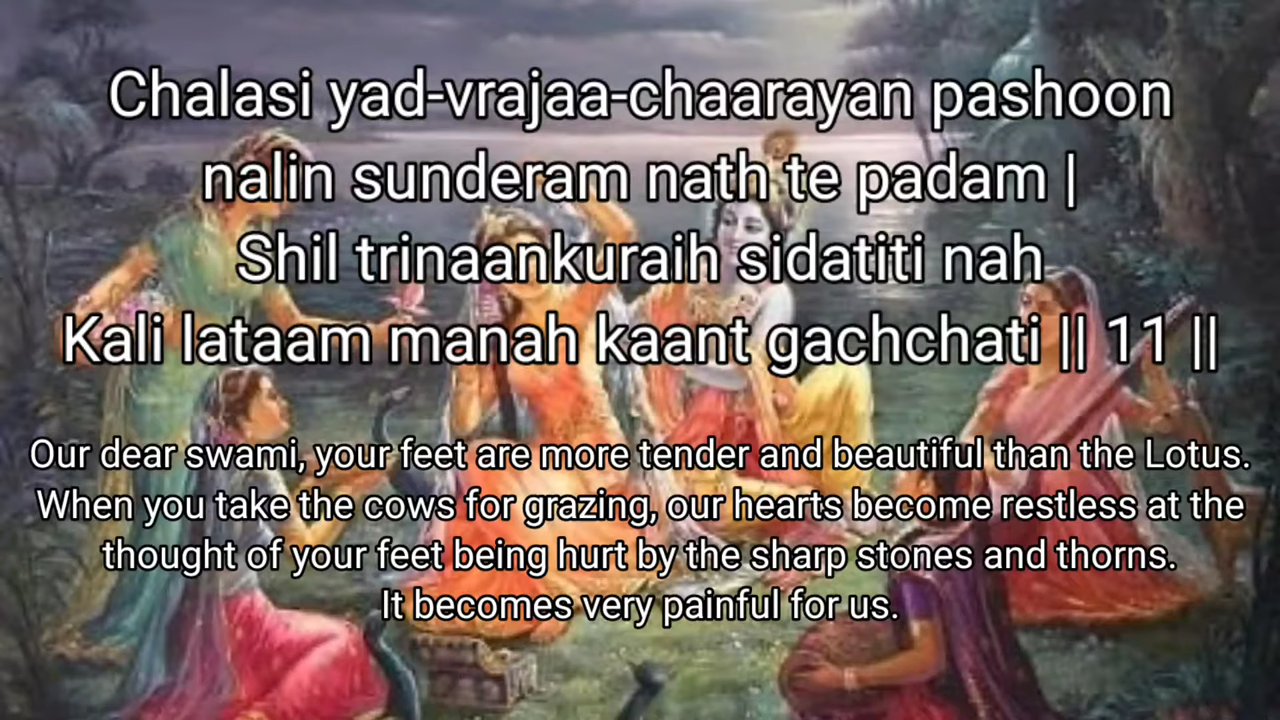 Chalasi yad-vrajaa-chaarayan pashoon
nalin sunderam nath te padam |
Shil trinaankuraih sidatiti nah
Kali lataam manah kaant gachchati || 11 ||
Our dear swami, your feet are more tender and beautiful than the Lotus.
When you take the cows for grazing, our hearts become restless at the
thought of your feet being hurt by the sharp stones and thorns.
It becomes very painful for us.